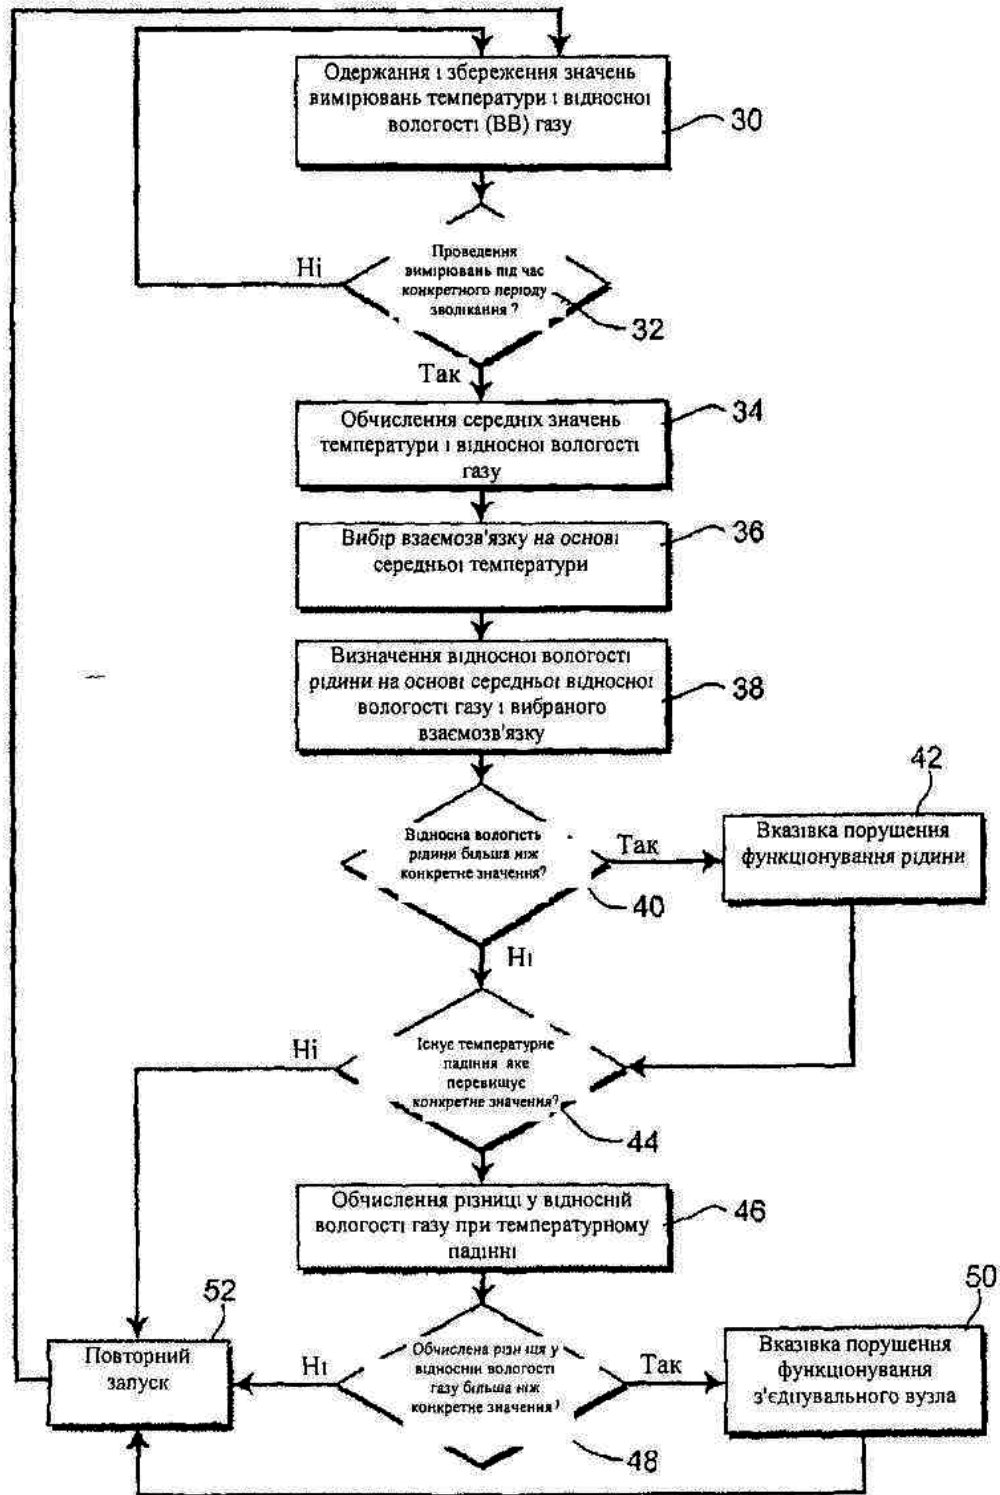 Одержання і збереження значень
вимірювань температури і відносної
вологості (ВВ) газу
30
Проведення
вимірювань під час
конкретного періоду
зволікання?
Ні
32
Так
Обчислення середніх значень
температури і відносної вологості
газу
34
Вибір взаємозв'язку на основі
середньої температури
36
Визначення відносної вологості
рідини на основі середньої відносної
вологості газу і вибраного
взаємозв'язку
38
Відносна вологість
рідини більша ніж
конкретне значення?
Так
40
42
Вказівка порушення
функціонування рідини
Ні
Існує температурне
падіння яке
перевищує
конкретне значення?
Ні
44
Обчислення різниці у відносній
вологості газу при температурному
падінні
46
52
Повторний
запуск
Ні
Обчислена різниця у
відносній вологості
газу більша ніж
конкретне значення?
Так
48
50
Вказівка порушення
функціонування
з'єднувального вузла